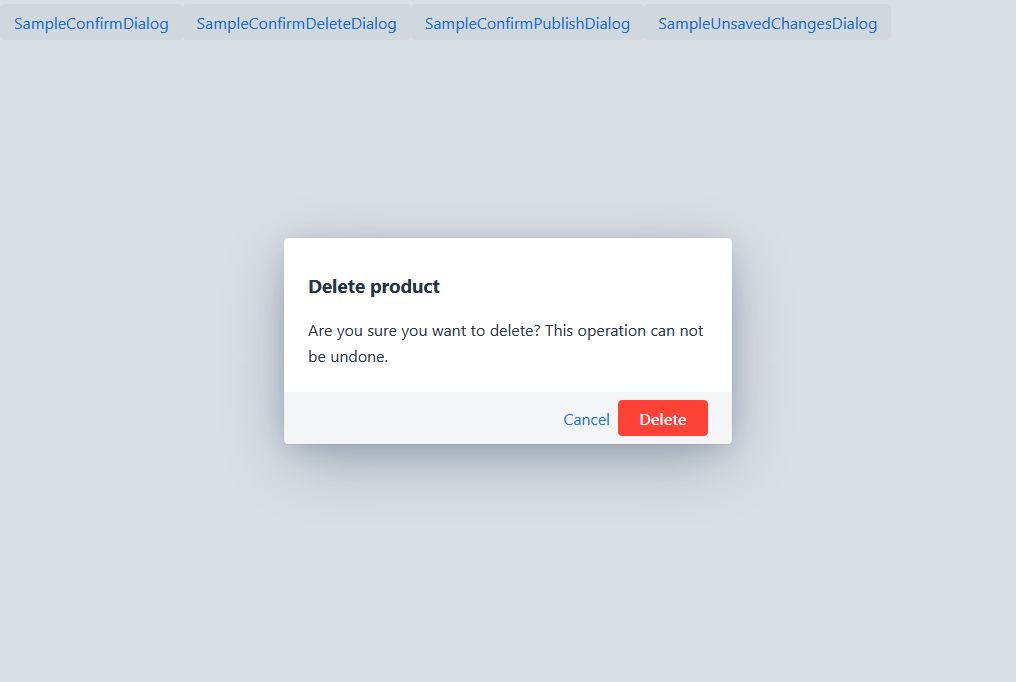 SampleConfirmDialog SampleConfirmDeleteDialog SampleConfirmPublishDialog SampleUnsavedChangesDialog
Delete product
Are you sure you want to delete? This operation can not
be undone.
Cancel Delete